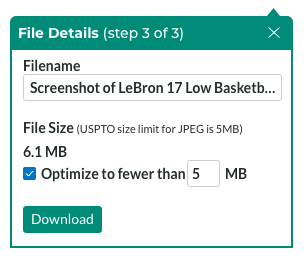 File Details (step 3 of 3)
Filename
Screenshot of LeBron 17 Low Basketb...
File Size (USPTO size limit for JPEG is 5MB)
6.1 MB
Optimize to fewer than 5 MB
Download